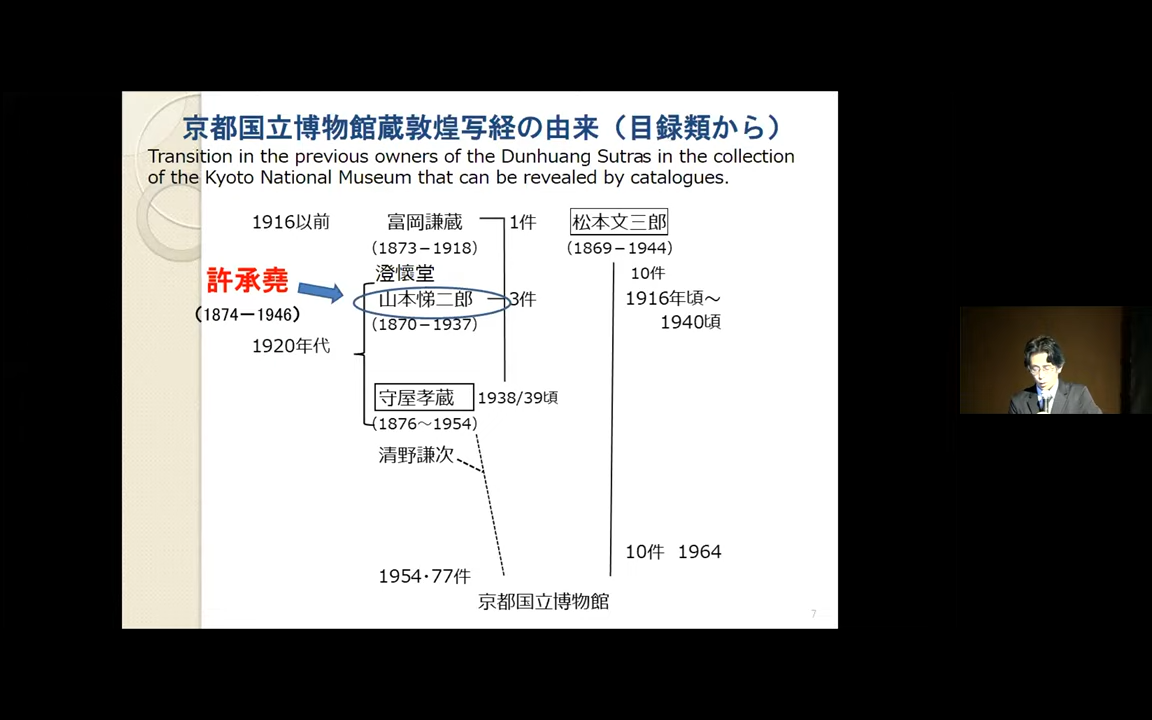 京都国立博物館蔵敦煌写経の由来（目録類から）
Transition in the previous owners of the Dunhuang Sutras in the collection
of the Kyoto National Museum that can be revealed by catalogues.
1916以前
富岡謙蔵
1件
松本文三郎
（1873－1918）
（1869－1944）
許承堯
澄懐堂
10件
山本悌二郎
3件
1916年頃～
（1874－1946）
（1870－1937）
1940頃
1920年代
守屋孝蔵
1938/39頃
（1876～1954）
清野謙次
10件 1964
1954・77件
京都国立博物館
7